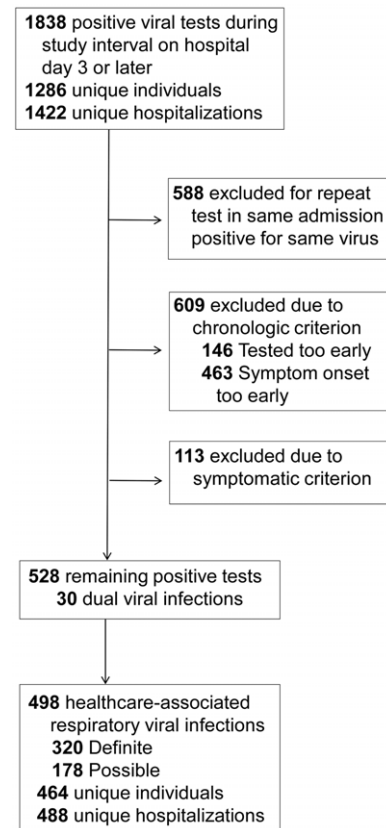 1838 positive viral tests during
study interval on hospital
day 3 or later
1286 unique individuals
1422 unique hospitalizations
588 excluded for repeat
test in same admission
positive for same virus
609 excluded due to
chronologic criterion
146 Tested too early
463 Symptom onset
too early
113 excluded due to
symptomatic criterion
528 remaining positive tests
30 dual viral infections
498 healthcare-associated
respiratory viral infections
320 Definite
178 Possible
464 unique individuals
488 unique hospitalizations